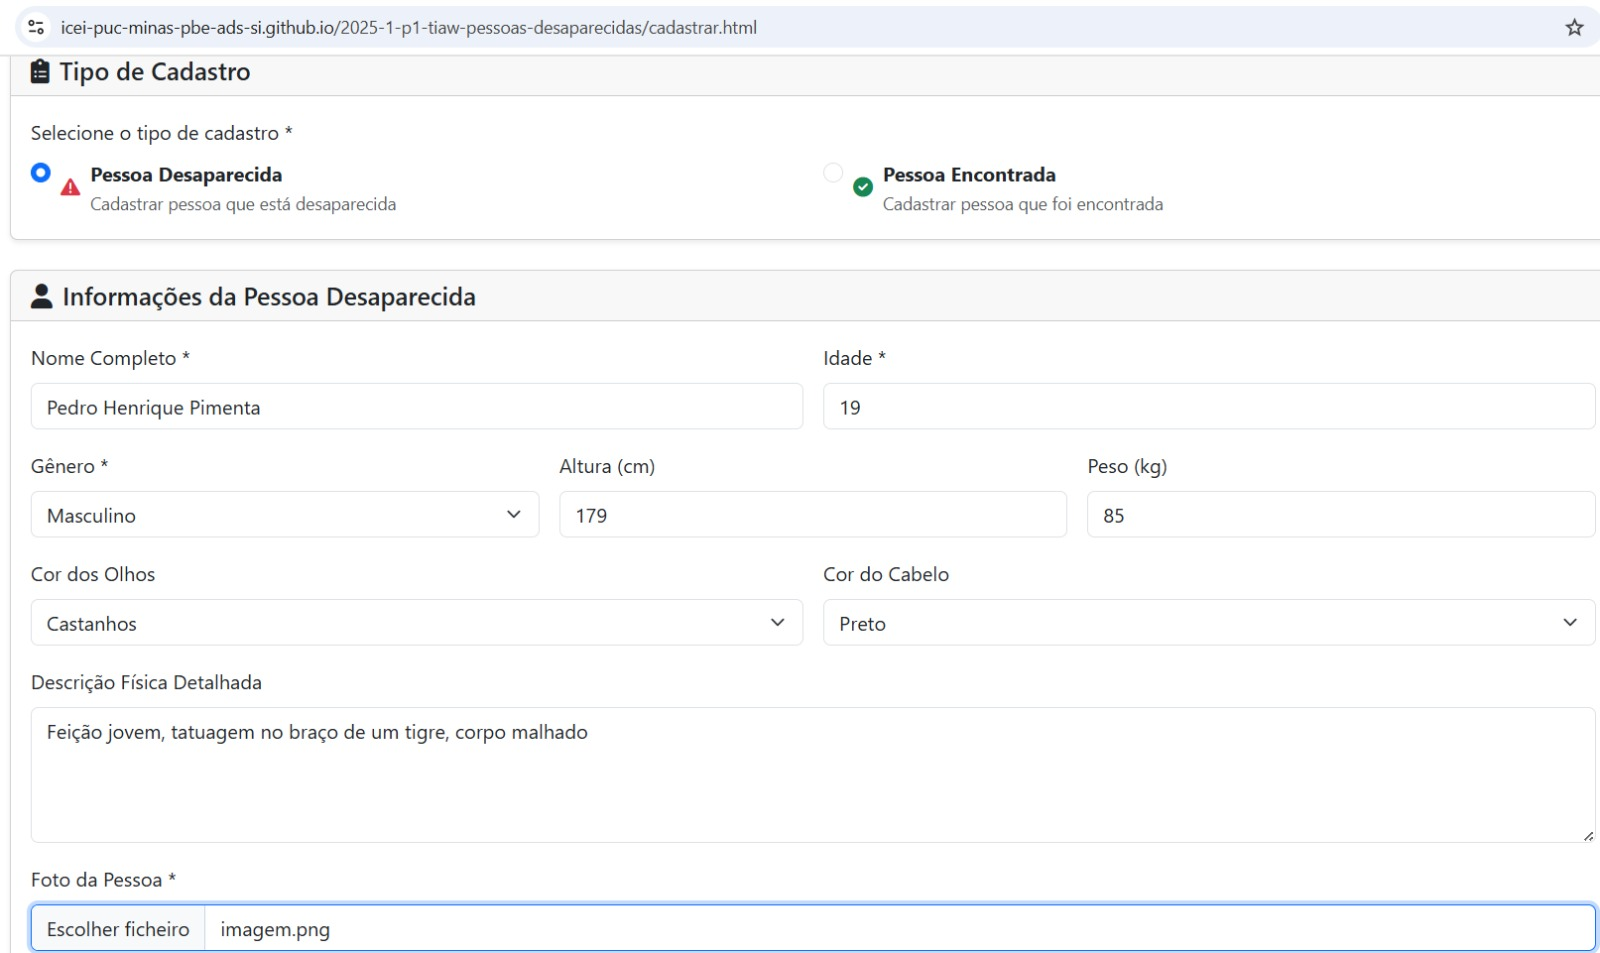 icei-puc-minas-pbe-ads-si.github.io/2025-1-p1-tiaw-pessoas-desaparecidas/cadastrar.html
Tipo de Cadastro
Selecione o tipo de cadastro *
Pessoa Desaparecida
Cadastrar pessoa que está desaparecida
Pessoa Encontrada
Cadastrar pessoa que foi encontrada
Informações da Pessoa Desaparecida
Nome Completo *
Pedro Henrique Pimenta
Idade *
19
Gênero *
Masculino
Altura (cm)
179
Peso (kg)
85
Cor dos Olhos
Castanhos
Cor do Cabelo
Preto
Descrição Física Detalhada
Feição jovem, tatuagem no braço de um tigre, corpo malhado
Foto da Pessoa *
Escolher ficheiro
imagem.png